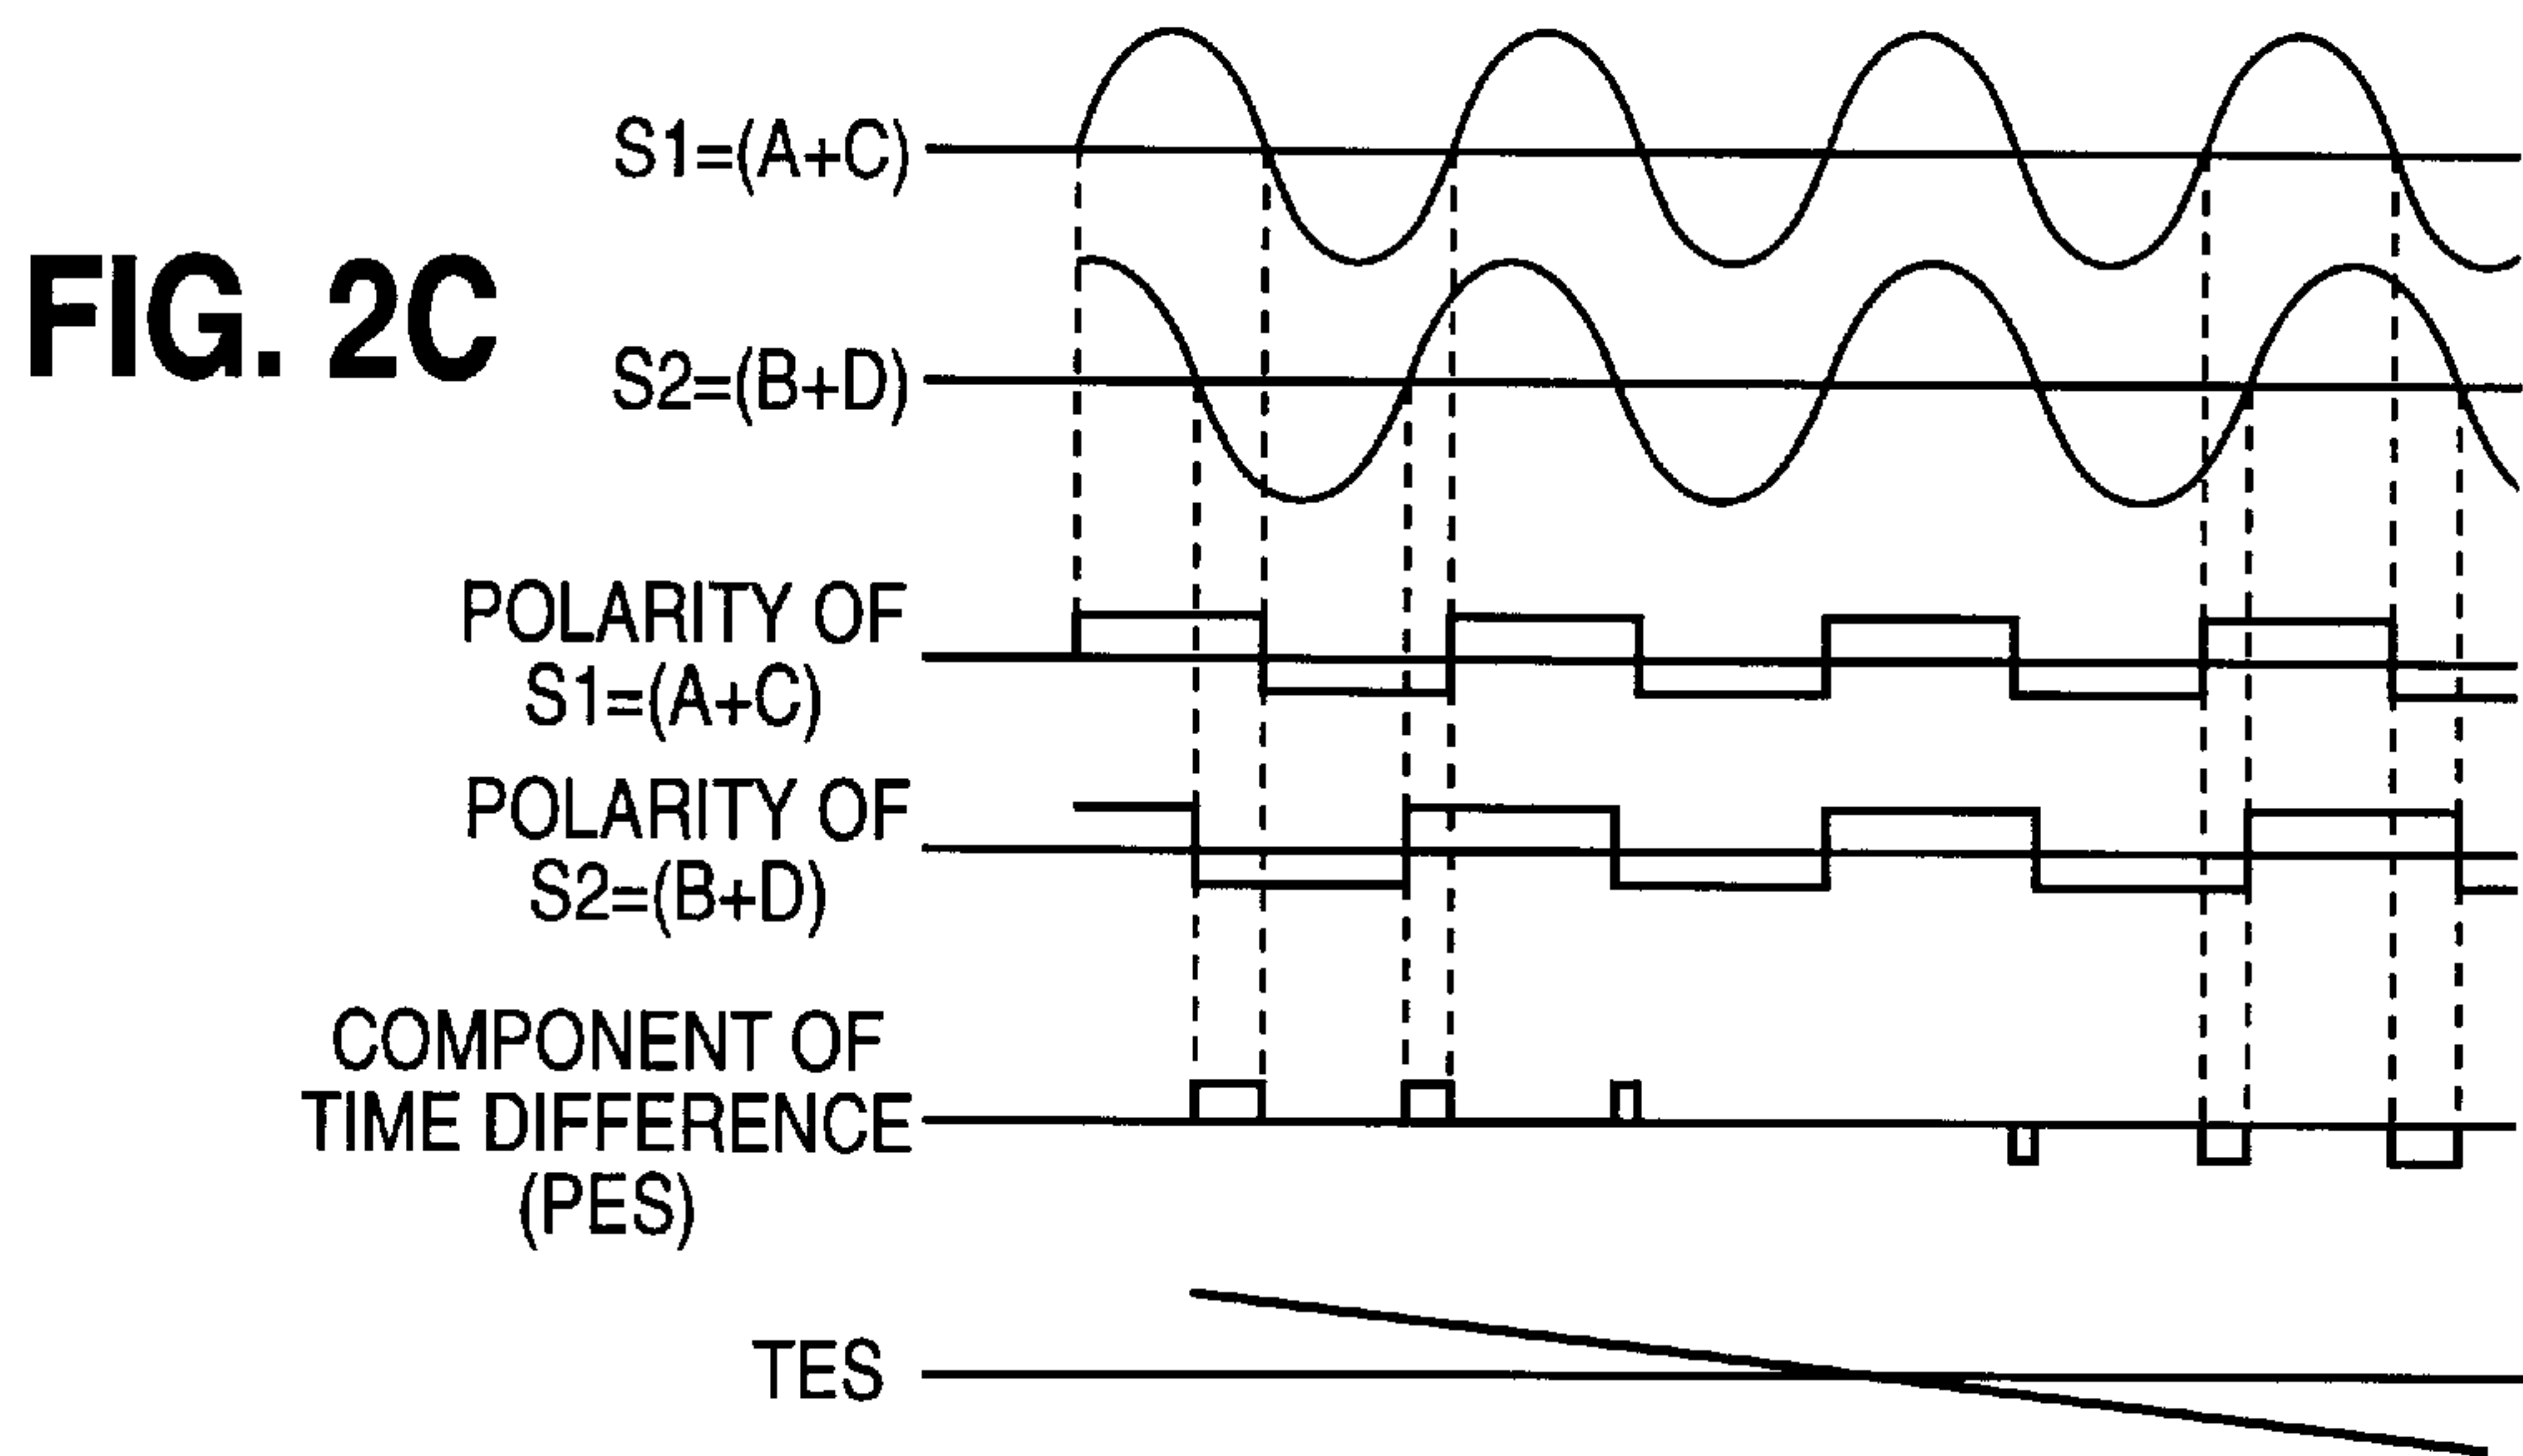 S1=(A+C)
FIG. 2C
S2=(B+D)
POLARITY OF
S1=(A+C)
POLARITY OF
S2=(B+D)
COMPONENT OF
TIME DIFFERENCE
(PES)
TES